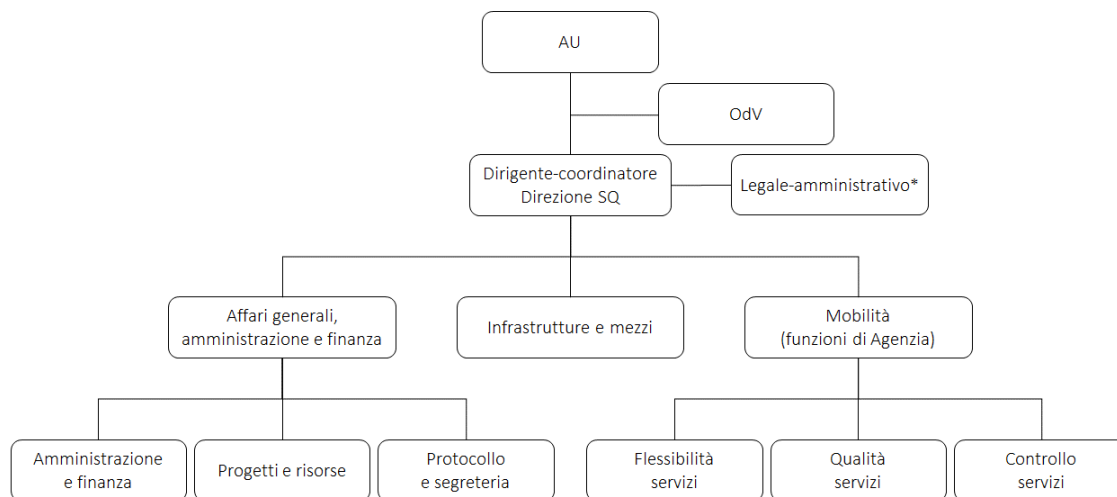 AU
OdV
Dirigente-coordinatore
Direzione SQ
Legale-amministrativo*
Affari generali,
amministrazione e finanza
Infrastrutture e mezzi
Mobilità
(funzioni di Agenzia)
Amministrazione
e finanza
Progetti e risorse
Protocollo
e segreteria
Flessibilità
servizi
Qualità
servizi
Controllo
servizi